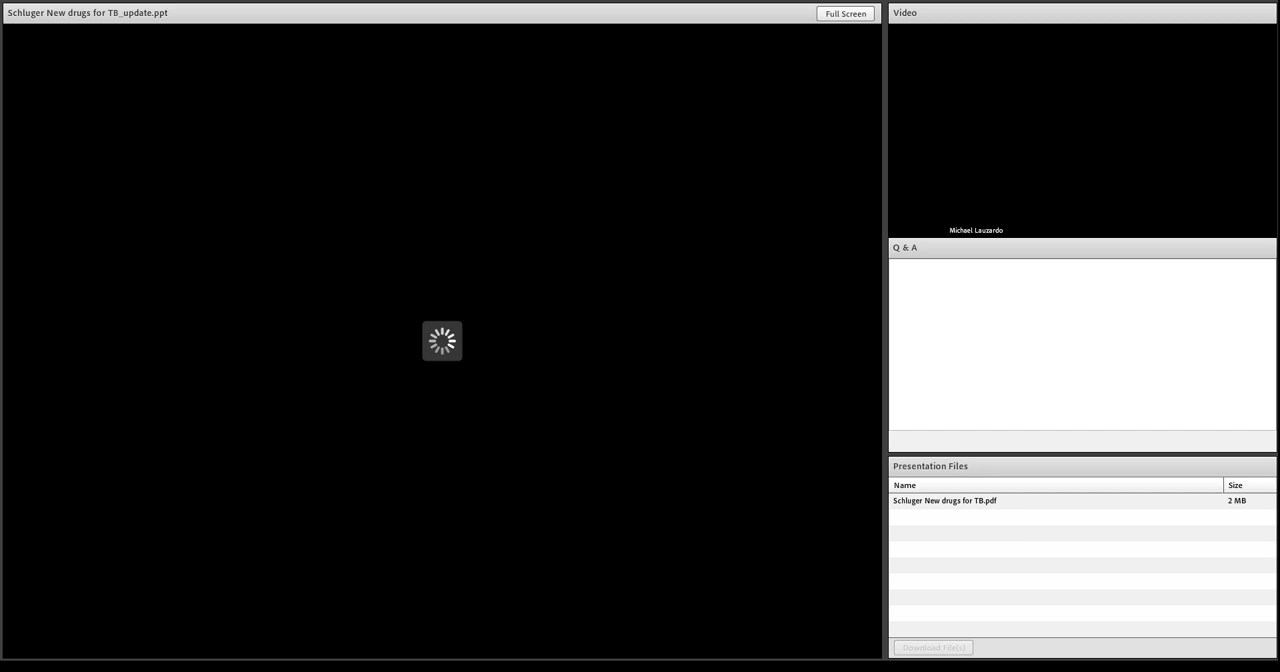 Schluger New drugs for TB_update.ppt
Full Screen
Video
Michael Lauzardo
Q & A
Presentation Files
Name Size
Schluger New drugs for TB.pdf 2 MB
Download File(s)